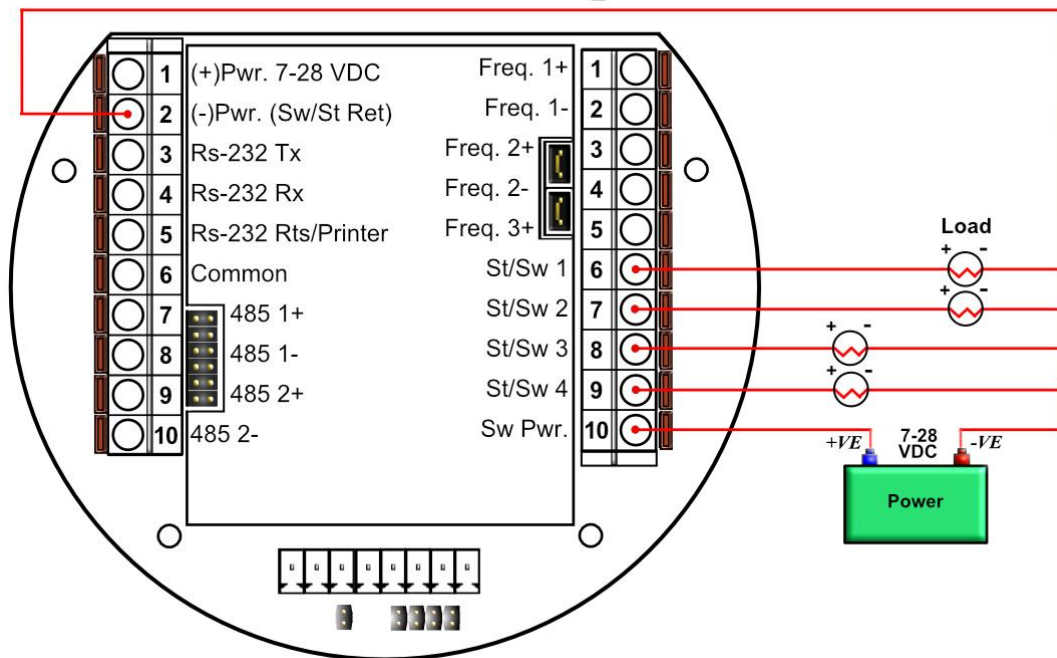 1 (+)Pwr. 7-28 VDC
2 (-)Pwr. (Sw/St Ret)
3 Rs-232 Tx
4 Rs-232 Rx
5 Rs-232 Rts/Printer
6 Common
7 485 1+
8 485 1-
9 485 2+
10 485 2-
Freq. 1+ 1
Freq. 1- 2
Freq. 2+ 3
Freq. 2- 4
Freq. 3+ 5
St/Sw 1 6
St/Sw 2 7
St/Sw 3 8
St/Sw 4 9
Sw Pwr. 10
Load
+ -
+ -
+ -
+ -
+VE 7-28 -VE
VDC
Power